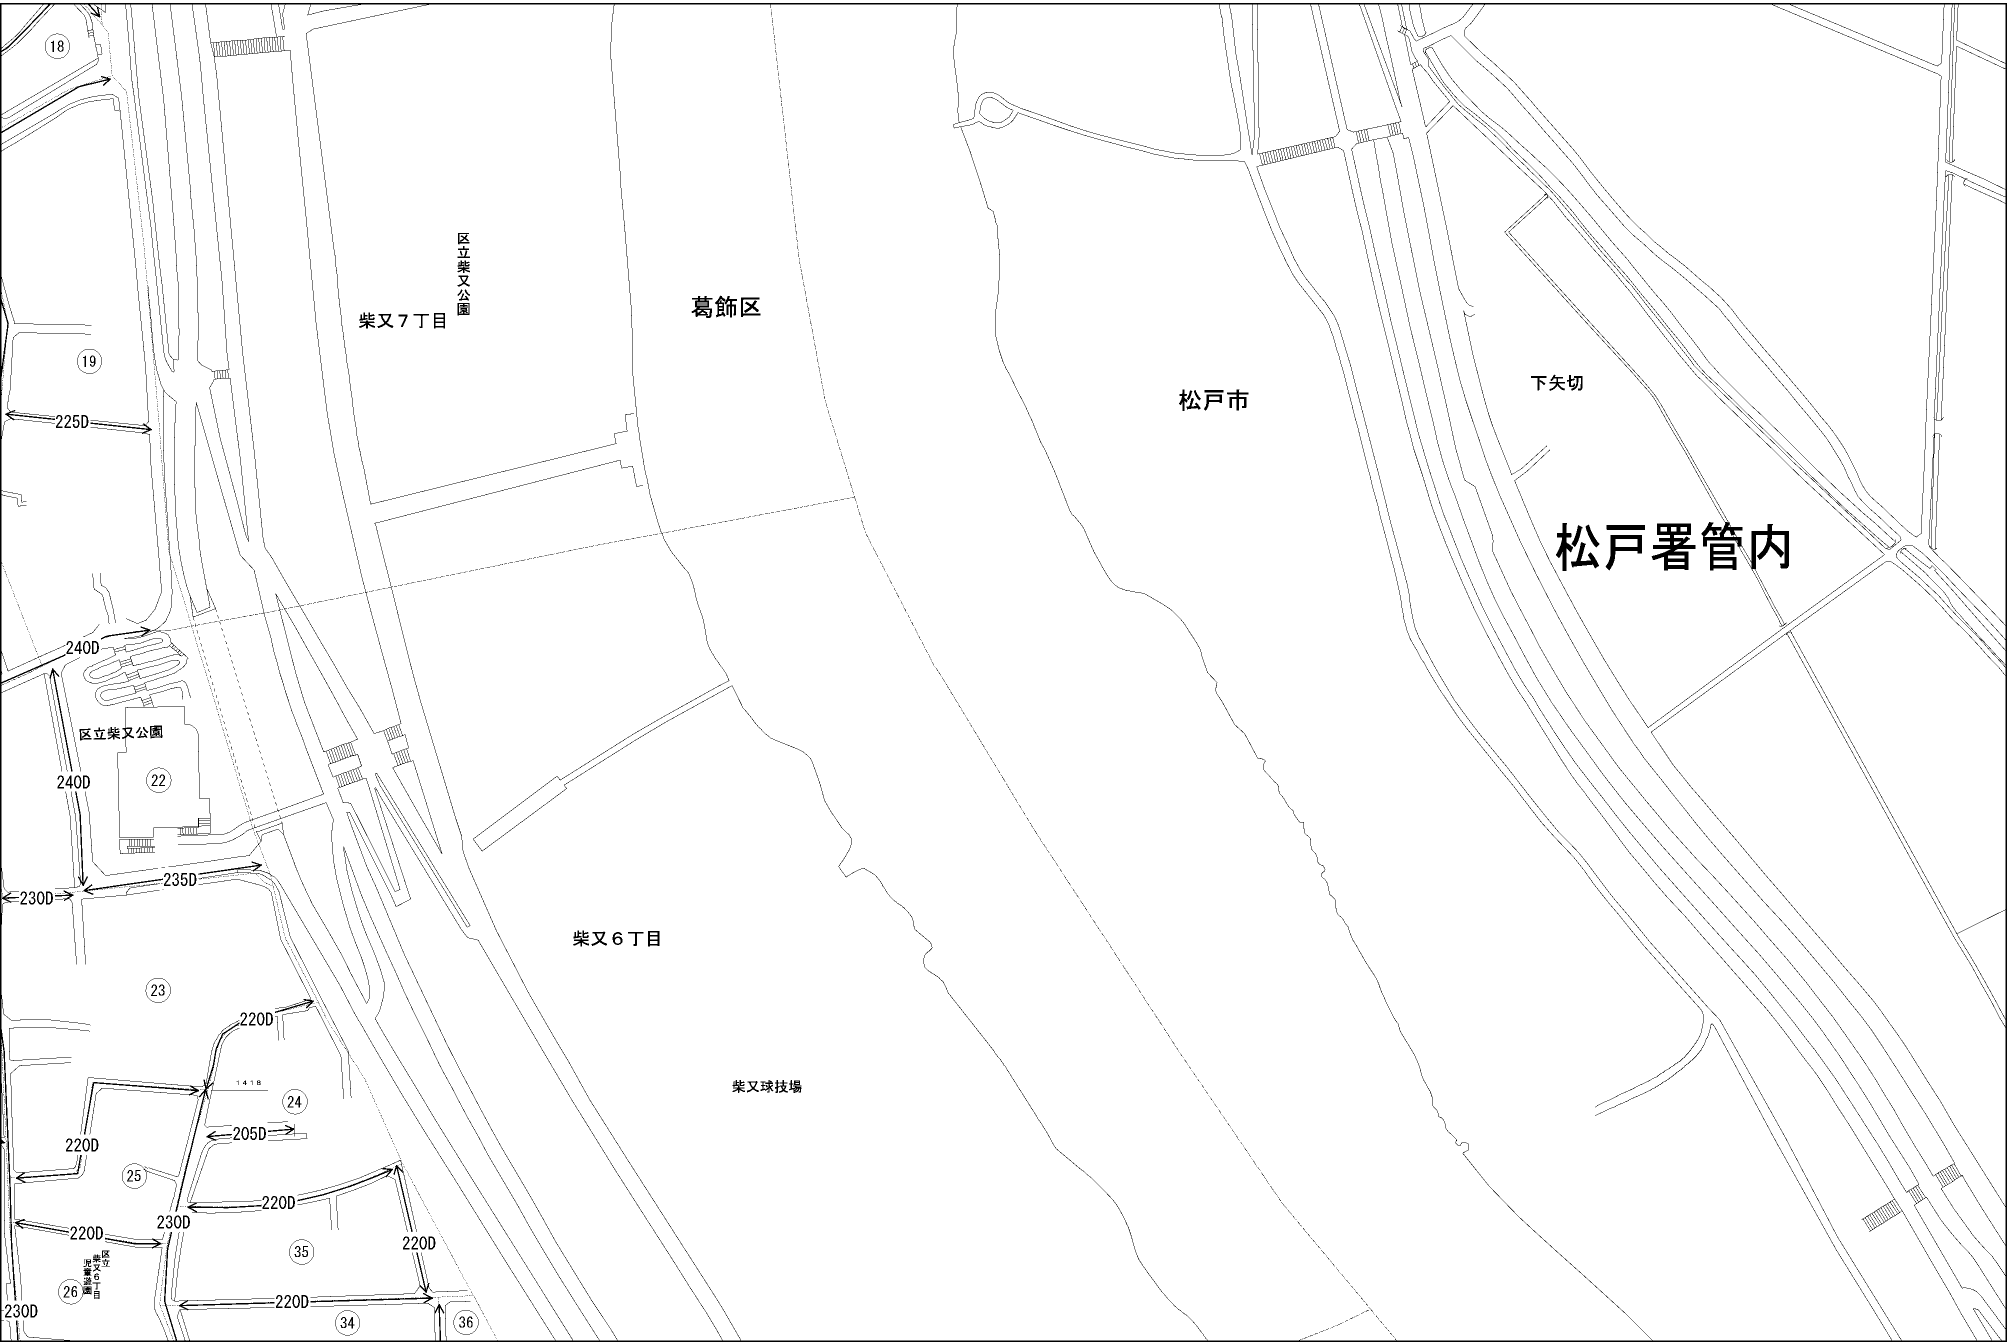 18
区立柴又公園
葛飾区
柴又７丁目
19
下矢切
松戸市
225D
松戸署管内
240D
区立柴又公園
240D
22
235D
230D
柴又６丁目
23
220D
1418
柴又球技場
24
205D
220D
25
220D
230D
220D
220D
35
区立
柴又６丁目
児童遊園
26
220D
230D
34
36